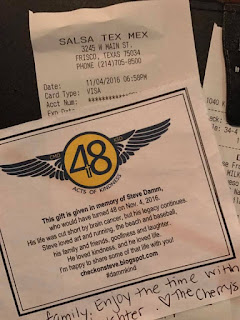 SALSA TEX MEX
3245 W MAIN ST.
FRISCO, TEXAS 75034
PHONE (214)705-8500
Date: 11/04/2016 06:58PM
Card Type: VISA
Acct Num:
Exp Date
48
ACTS OF KINDNESS
This gift is given in memory of Steve Damm,
who would have turned 48 on Nov. 4, 2016.
His life was cut short by brain cancer, but his legacy continues.
Steve loved art and running, the beach and baseball,
his family and friends, goofiness and laughter.
He loved kindness, and he loved life.
I'm happy to share some of that life with you!
checkonsteve.blogspot.com
#dammkind
Enjoy the time with
family,
♡The Cherrys